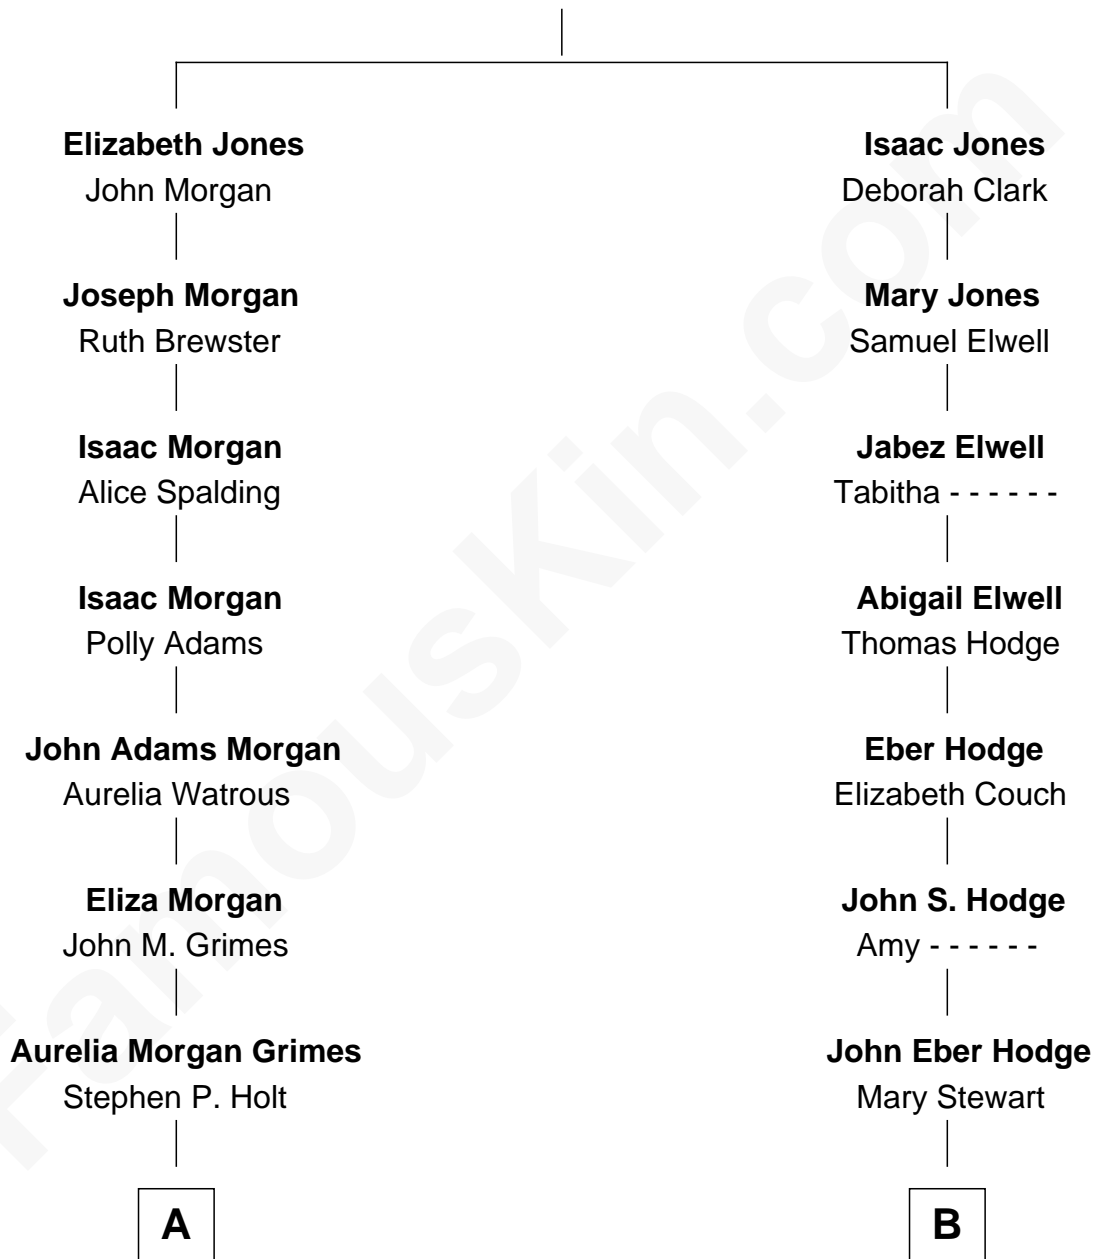 Elizabeth Jones
John Morgan
Joseph Morgan
Ruth Brewster
Isaac Morgan
Alice Spalding
Isaac Morgan
Polly Adams
John Adams Morgan
Aurelia Watrous
Eliza Morgan
John M. Grimes
Aurelia Morgan Grimes
Stephen P. Holt
A
Isaac Jones
Deborah Clark
Mary Jones
Samuel Elwell
Jabez Elwell
Tabitha - - - - - -
Abigail Elwell
Thomas Hodge
Eber Hodge
Elizabeth Couch
John S. Hodge
Amy - - - - - -
John Eber Hodge
Mary Stewart
B
FamousKin.com